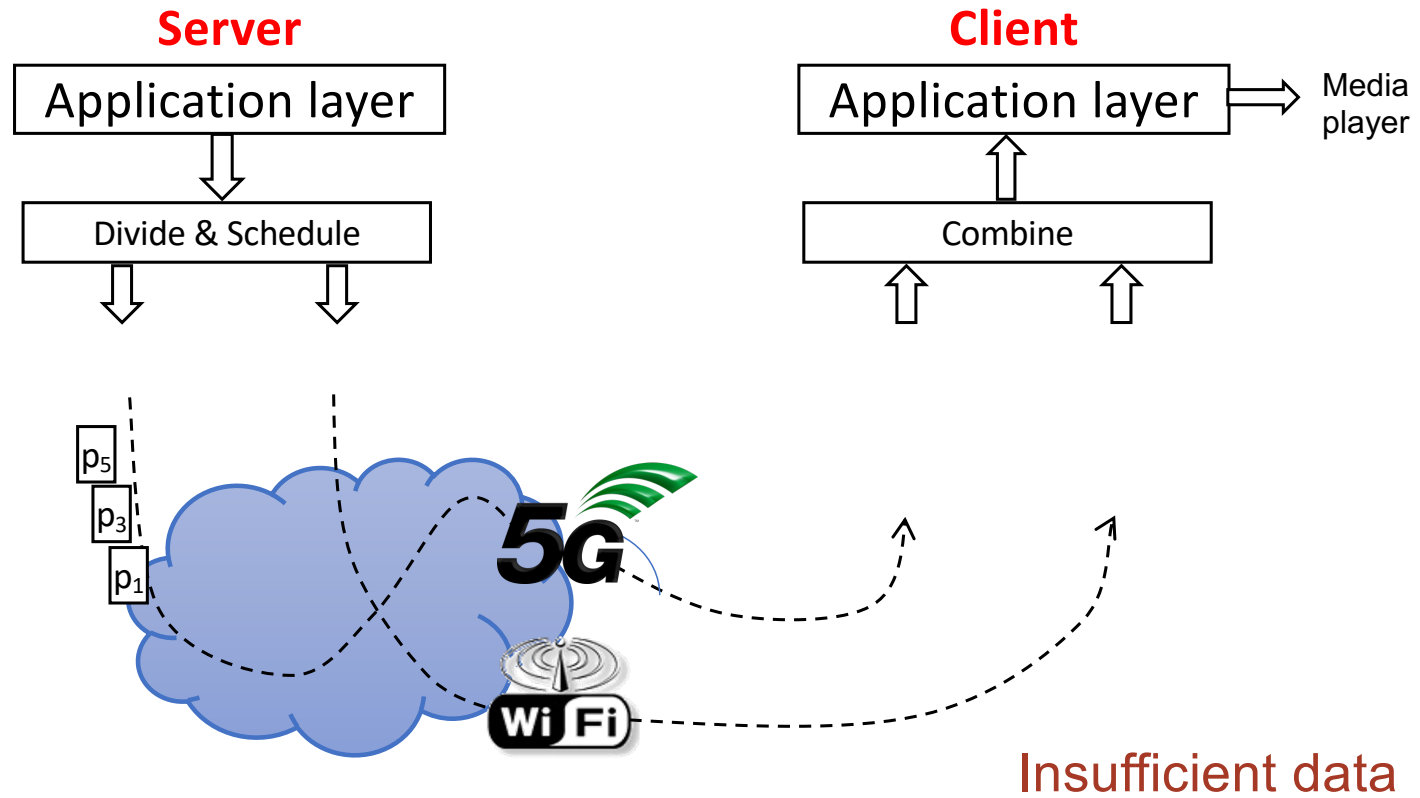 Server
Client
Application layer
Application layer
Media
player
Divide & Schedule
Combine
p5
p3
p1
5G
Wi Fi
Insufficient data